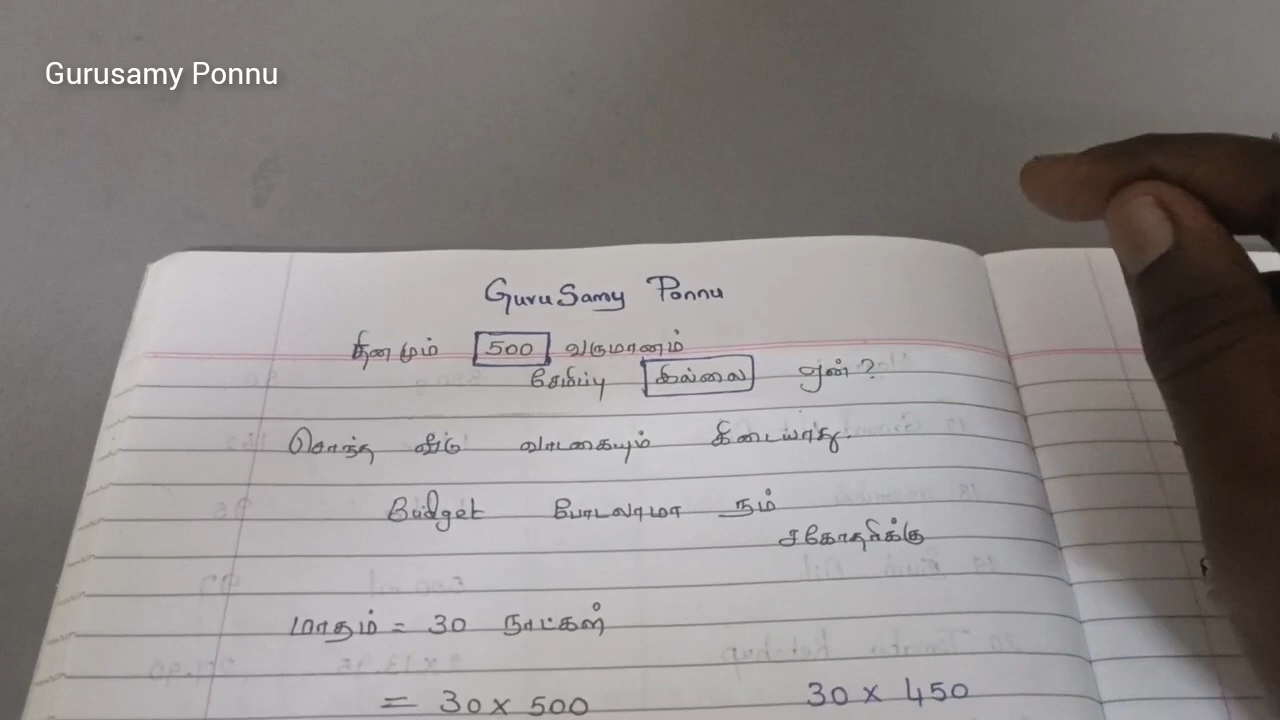 Gurusamy Ponnu
GuruSamy Ponnu
தினமும் 500 வருமானம்
சேமிப்பு இல்லை ஏன்?
சொந்த வீடு வாடகையும் கிடையாது.
Budget போடலாமா நம்
சகோதரிக்கு
மாதம் = 30 நாட்கள்
= 30 x 500 30 x 450